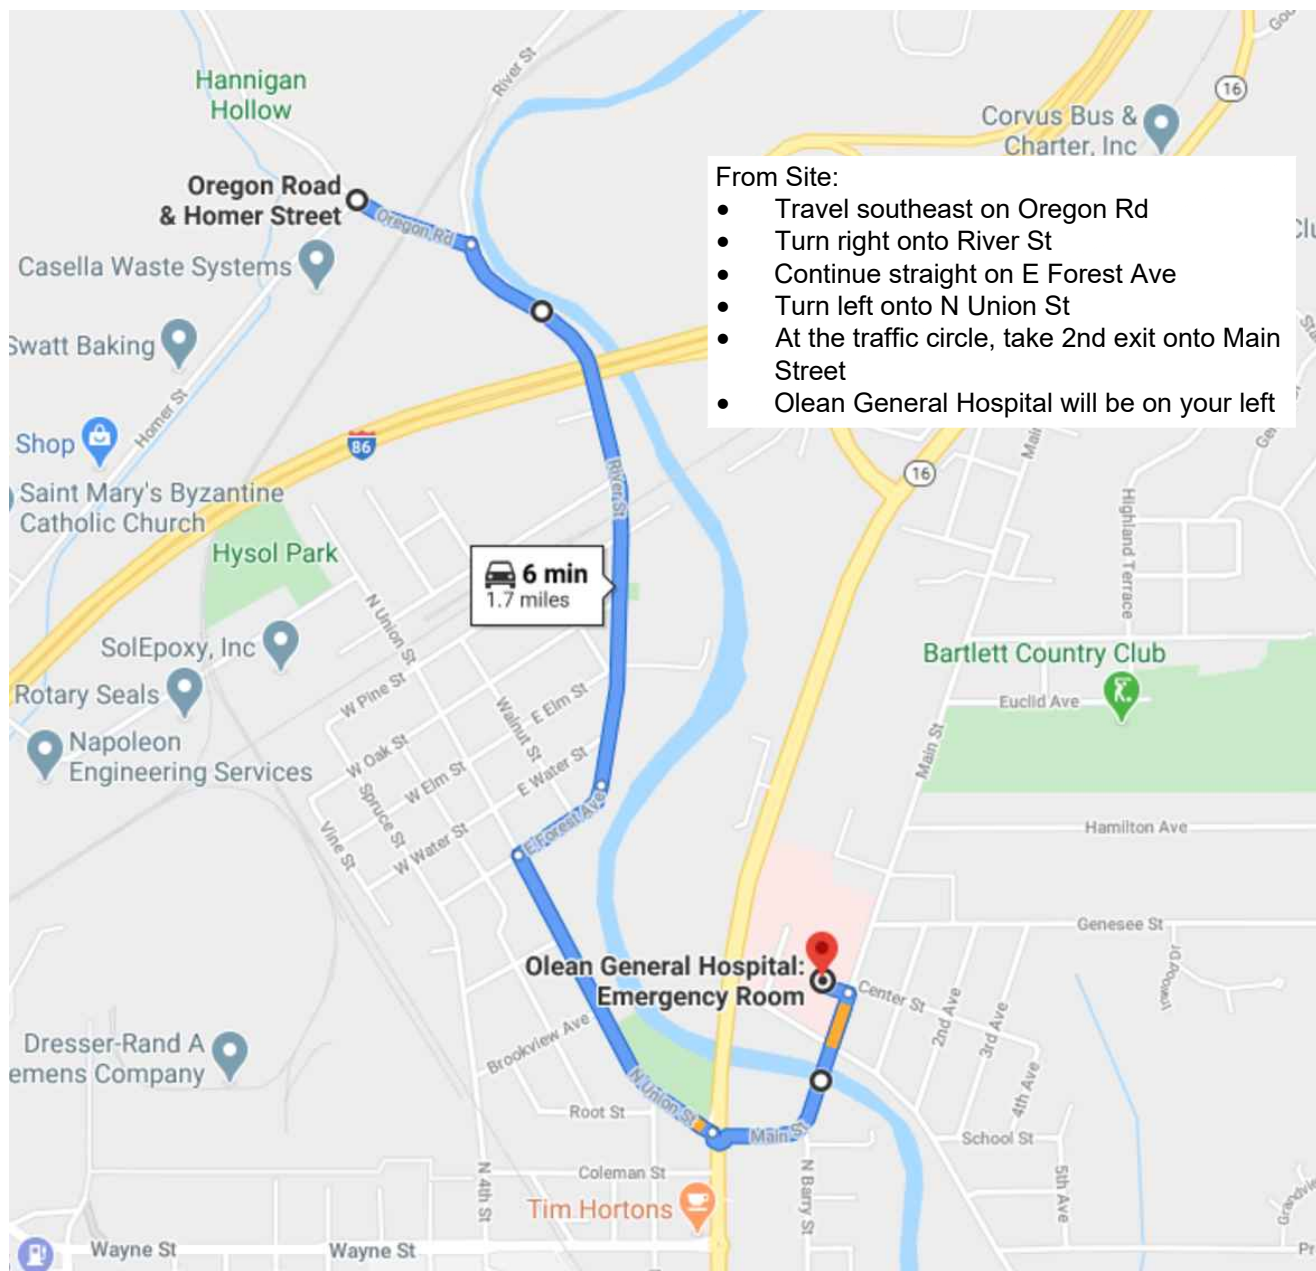 Hannigan
Hollow
River St
16
Corvus Bus &
Charter, Inc
Oregon Road
& Homer Street
Oregon Rd
Casella Waste Systems
From Site:
• Travel southeast on Oregon Rd
• Turn right onto River St
• Continue straight on E Forest Ave
• Turn left onto N Union St
• At the traffic circle, take 2nd exit onto Main
Street
• Olean General Hospital will be on your left
Swatt Baking
Homer St
Shop
86
River St
16
Saint Mary's Byzantine
Catholic Church
Hysol Park
Highland Terrace
6 min
1.7 miles
N Union St
SolEpoxy, Inc
Bartlett Country Club
Rotary Seals
W Pine St
Walnut St
E Elm St
Euclid Ave
Napoleon
Engineering Services
W Oak St
W Elm St
E Water St
Main St
Spruce St
Vine St
W Water St
E Forest Ave
Hamilton Ave
Genesee St
Olean General Hospital:
Emergency Room
Center St
2nd Ave
3rd Ave
4th Ave
Dresser-Rand A
emens Company
Brookview Ave
N Union St
Root St
Main St
School St
5th Ave
N 4th St
Coleman St
N Barry St
Tim Hortons
Wayne St
Wayne St